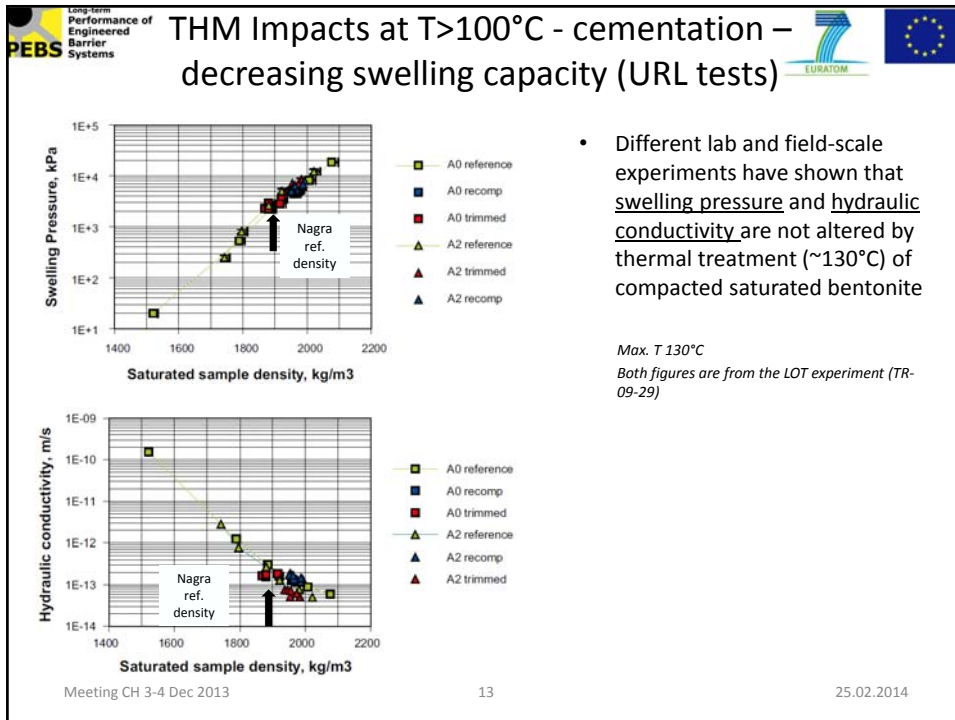 Long-term
Performance of
Engineered
Barrier
Systems
PEBS
THM Impacts at T>100°C - cementation –
decreasing swelling capacity (URL tests)
7
EURATOM
1E+5
1E+4
1E+3
1E+2
1E+1
Swelling Pressure, kPa
1400 1600 1800 2000 2200
Saturated sample density, kg/m3
Nagra
ref.
density
A0 reference
A0 recomp
A0 trimmed
A2 reference
A2 trimmed
A2 recomp
• Different lab and field-scale
experiments have shown that
swelling pressure and hydraulic
conductivity are not altered by
thermal treatment (~130°C) of
compacted saturated bentonite
Max. T 130°C
Both figures are from the LOT experiment (TR-
09-29)
1E-09
1E-10
1E-11
1E-12
1E-13
1E-14
Hydraulic conductivity, m/s
1400 1600 1800 2000 2200
Saturated sample density, kg/m3
Nagra
ref.
density
A0 reference
A0 recomp
A0 trimmed
A2 reference
A2 recomp
A2 trimmed
Meeting CH 3-4 Dec 2013
13
25.02.2014